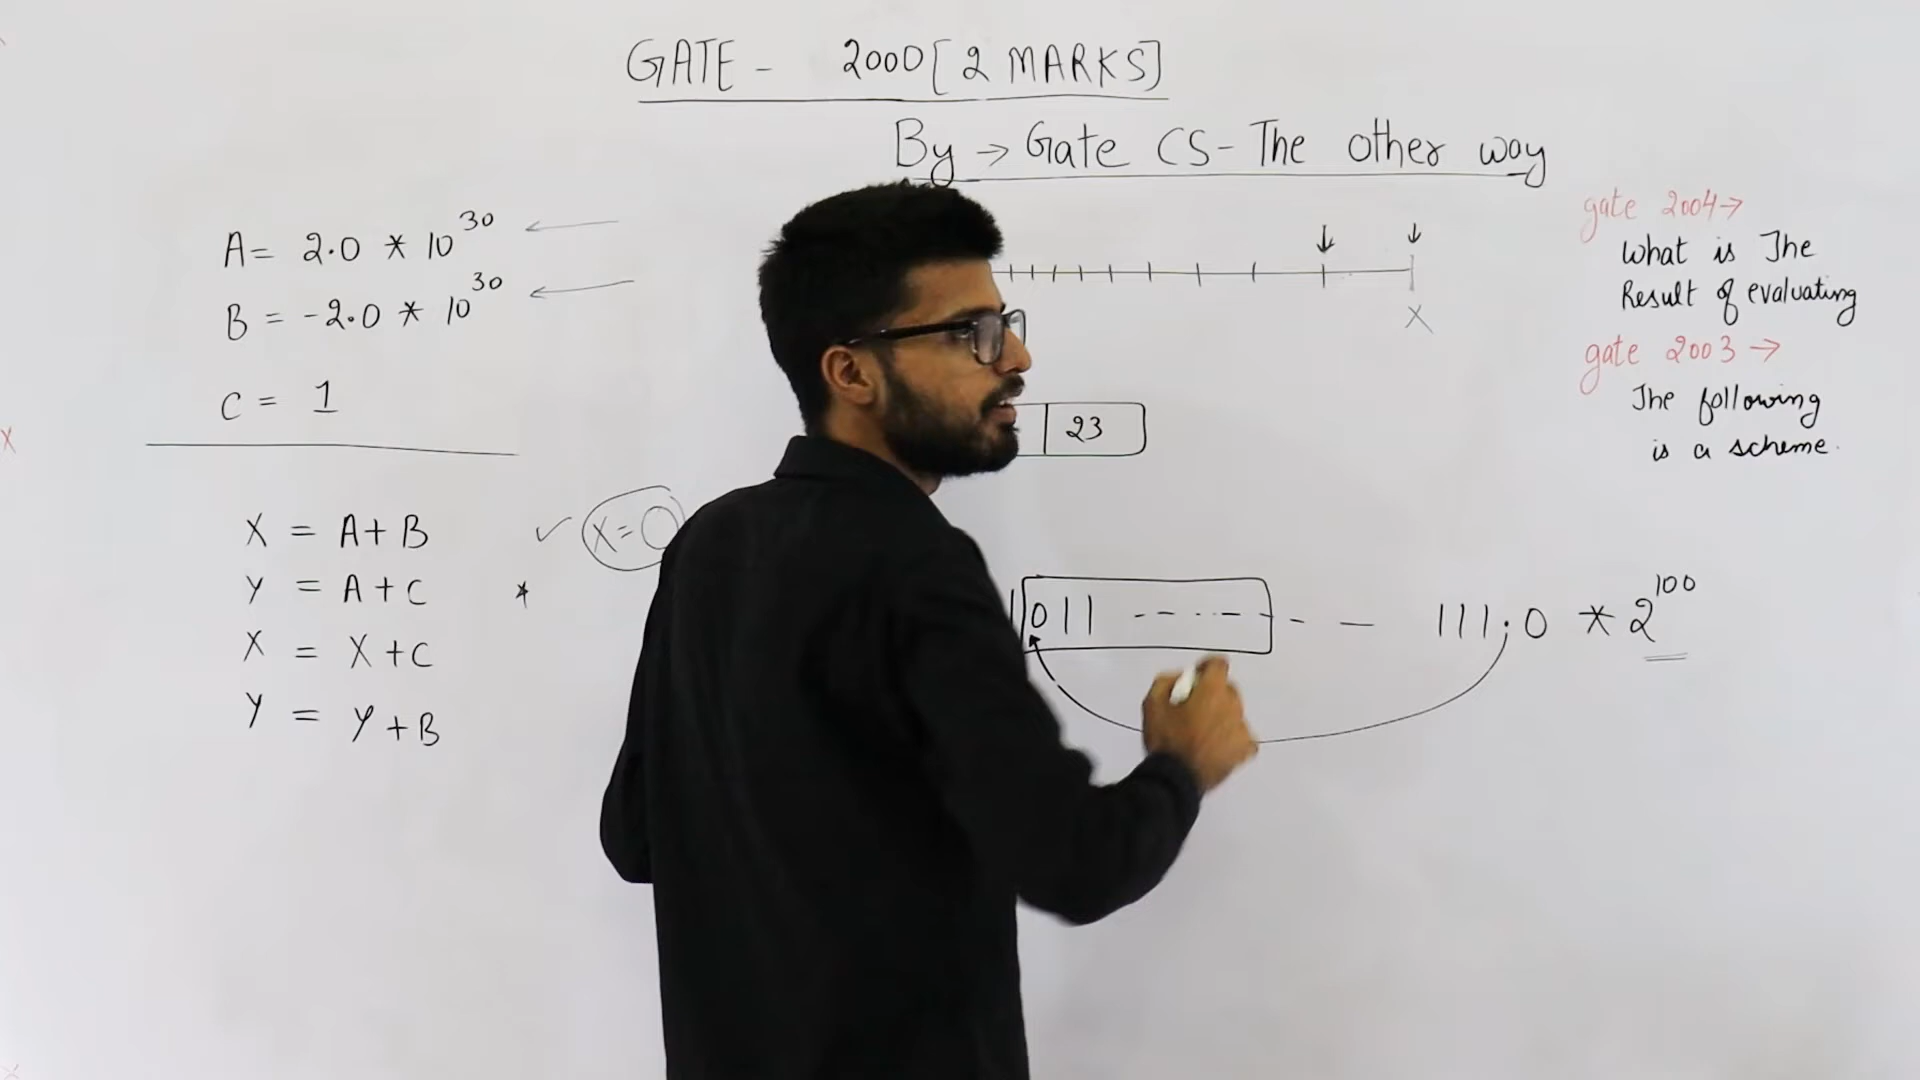 GATE - 2000 [2 MARKS]
By → Gate CS - The other way
A = 2.0 * 10^30
B = -2.0 * 10^30
C = 1
X = A + B
Y = A + C *
X = X + C
Y = Y + B
✓ X = 0
X
23
1 011 - - - - - - - 111.0 * 2^100
gate 2004 →
What is The
Result of evaluating
gate 2003 →
The following
is a scheme.